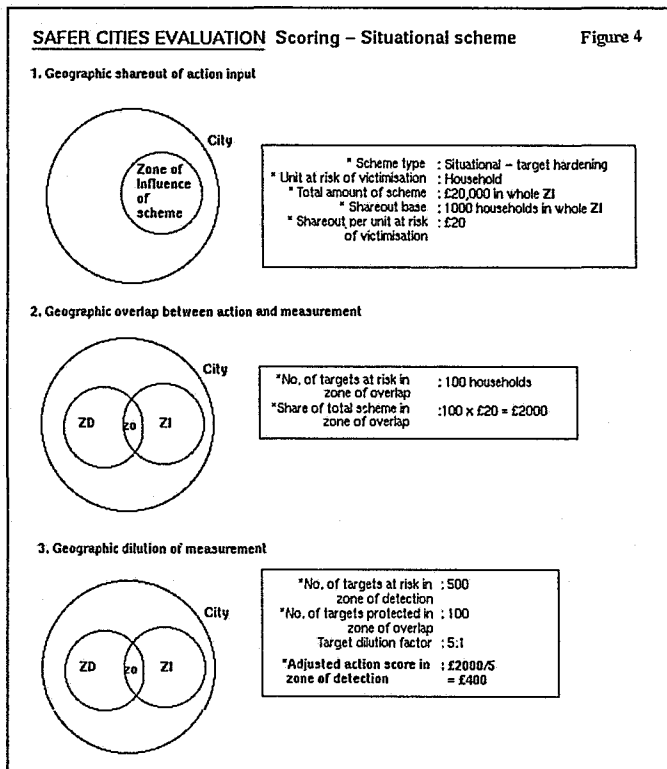 SAFER CITIES EVALUATION Scoring – Situational scheme Figure 4
1. Geographic shareout of action input
City
Zone of
Influence
of
scheme
* Scheme type : Situational – target hardening
* Unit at risk of victimisation : Household
* Total amount of scheme : £20,000 in whole ZI
* Shareout base : 1000 households in whole ZI
* Shareout per unit at risk : £20
of victimisation
2. Geographic overlap between action and measurement
City
ZD ZO ZI
*No. of targets at risk in : 100 households
zone of overlap
*Share of total scheme in :100 x £20 = £2000
zone of overlap
3. Geographic dilution of measurement
City
ZD ZO ZI
*No. of targets at risk in : 500
zone of detection
*No. of targets protected in : 100
zone of overlap
Target dilution factor : 5:1
*Adjusted action score in : £2000/5
zone of detection = £400